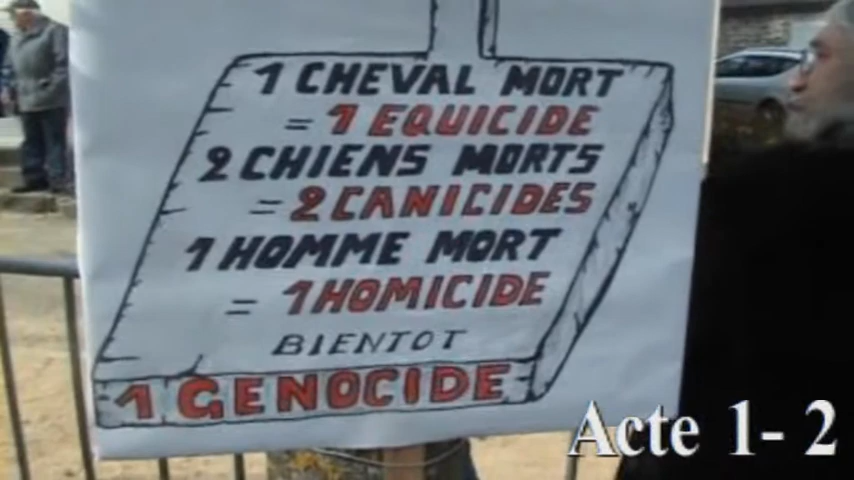 1 CHEVAL MORT
= 1 EQUICIDE
2 CHIENS MORTS
= 2 CANICIDES
1 HOMME MORT
= 1 HOMICIDE
BIENTOT
1 GENOCIDE
Acte 1- 2